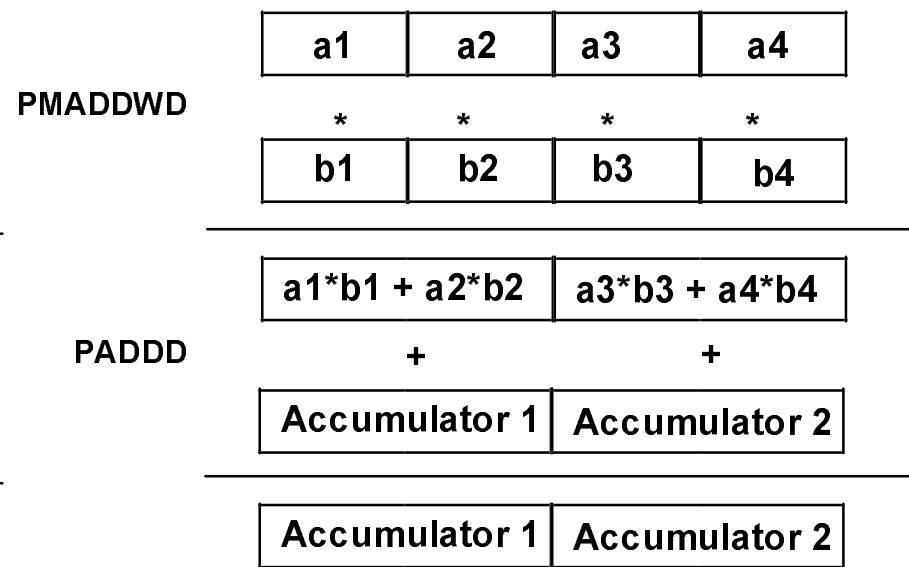 a1 a2 a3 a4
PMADDWD
* * * *
b1 b2 b3 b4
a1*b1 + a2*b2 a3*b3 + a4*b4
PADDD + +
Accumulator 1 Accumulator 2
Accumulator 1 Accumulator 2